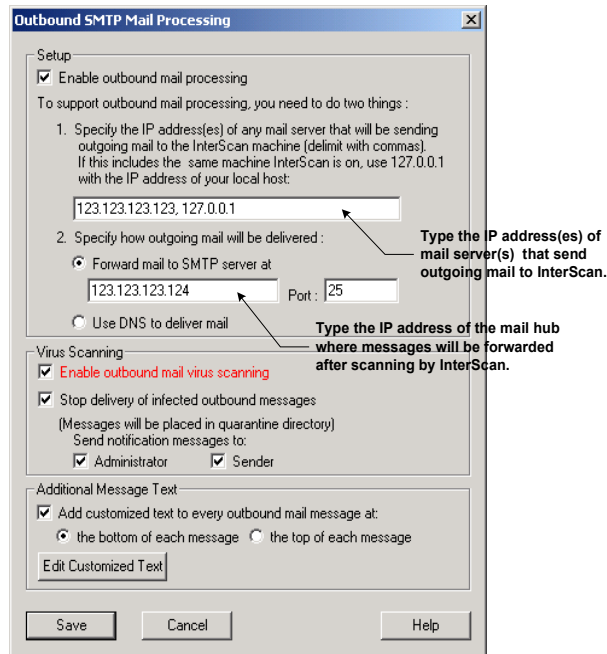 Outbound SMTP Mail Processing
Setup
Enable outbound mail processing
To support outbound mail processing, you need to do two things :
1. Specify the IP address(es) of any mail server that will be sending
outgoing mail to the InterScan machine (delimit with commas).
If this includes the same machine InterScan is on, use 127.0.0.1
with the IP address of your local host:
123.123.123.123, 127.0.0.1
2. Specify how outgoing mail will be delivered :
Type the IP address(es) of
mail server(s) that send
outgoing mail to InterScan.
Forward mail to SMTP server at
123.123.123.124 Port : 25
Use DNS to deliver mail
Type the IP address of the mail hub
where messages will be forwarded
after scanning by InterScan.
Virus Scanning
Enable outbound mail virus scanning
Stop delivery of infected outbound messages
(Messages will be placed in quarantine directory)
Send notification messages to:
Administrator Sender
Additional Message Text
Add customized text to every outbound mail message at:
the bottom of each message the top of each message
Edit Customized Text
Save Cancel Help